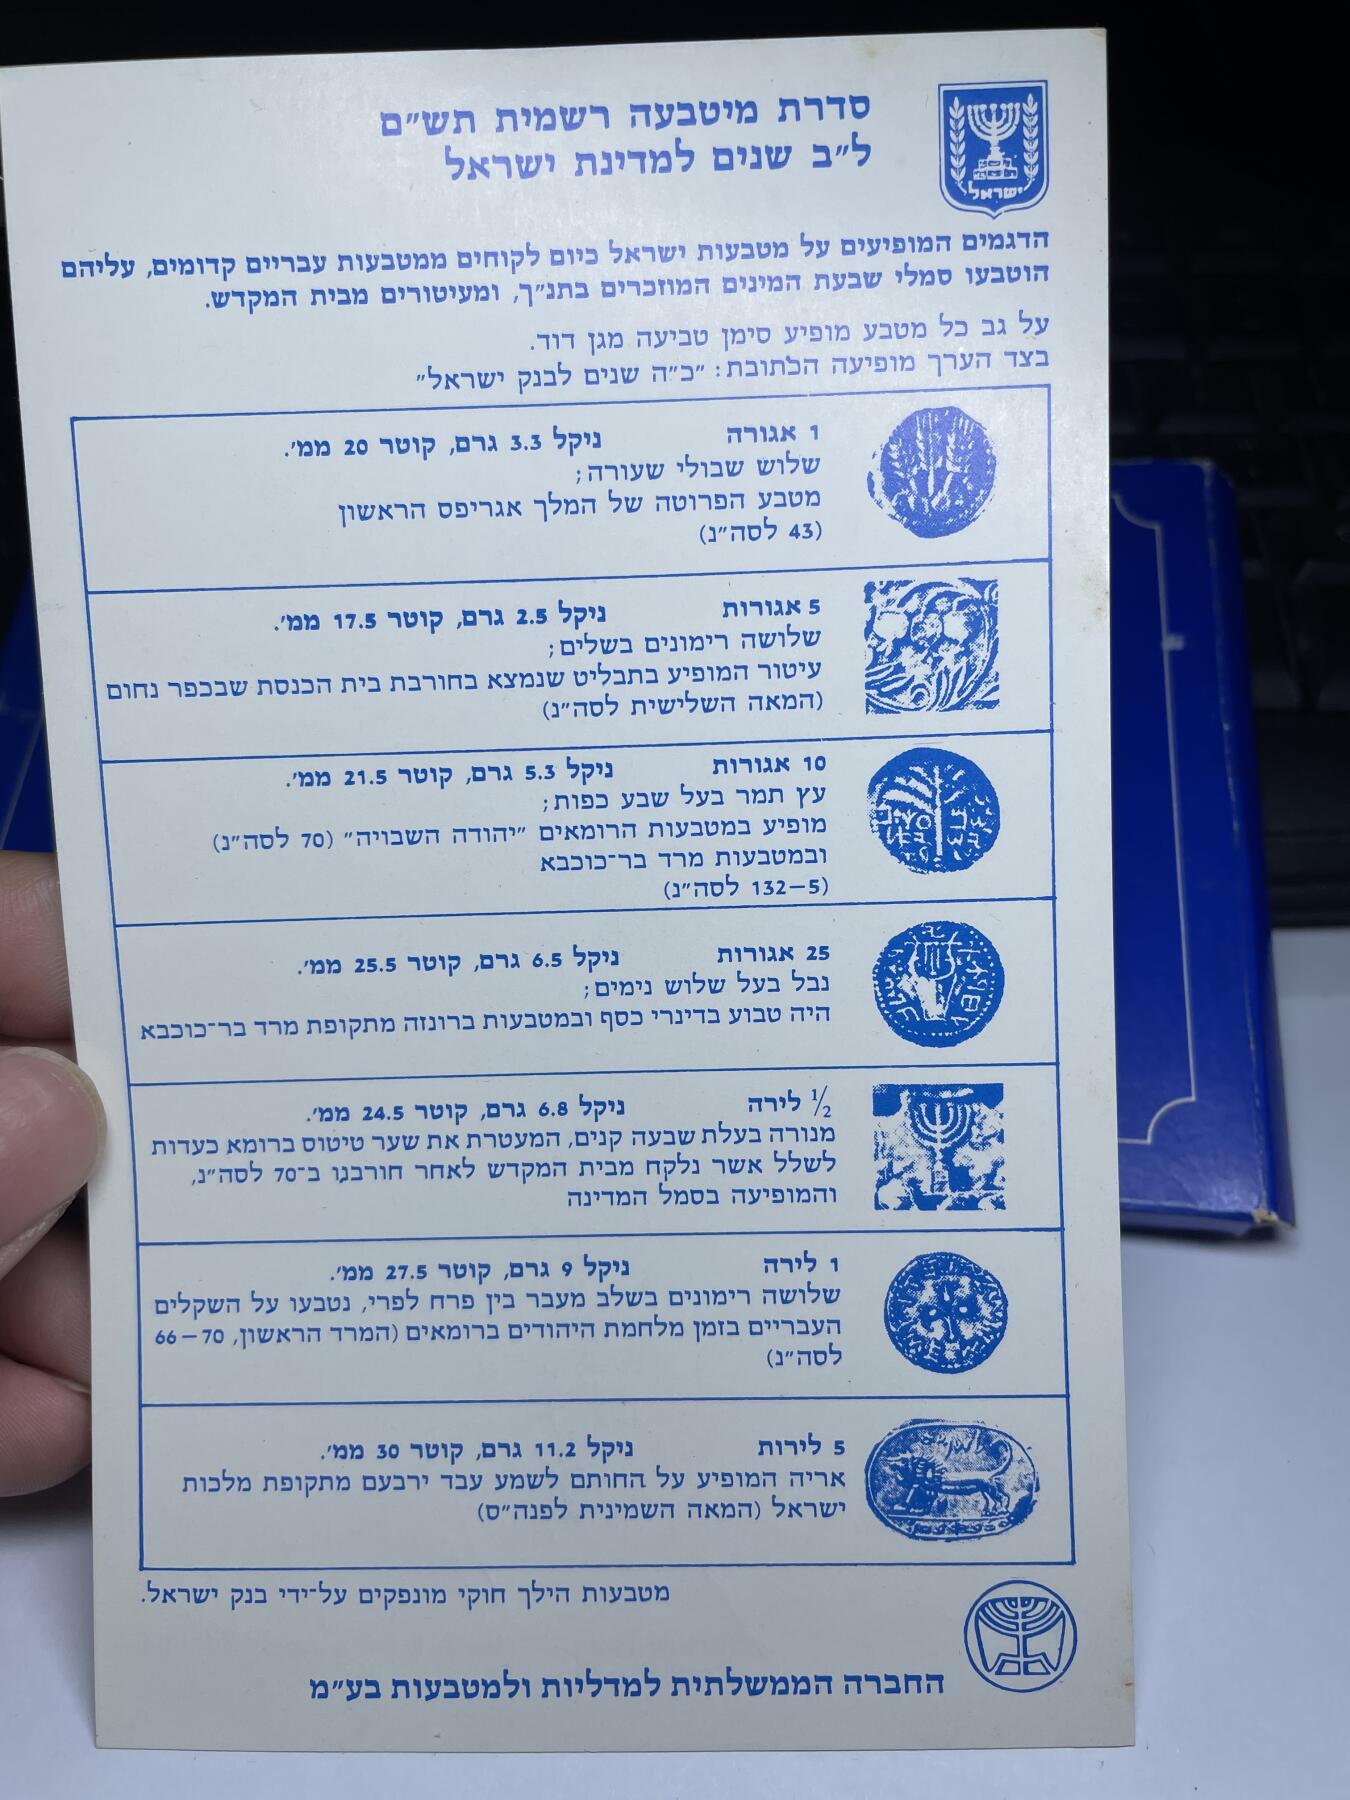 סדרת מיטבעה רשמית תש״ם
ל״ב שנים למדינת ישראל
ישראל
הדגמים המופיעים על מטבעות ישראל כיום לקוחים ממטבעות עבריים קדומים, עליהם
הוטבעו סמלי שבעת המינים המוזכרים בתנ״ך, ומעיטורים מבית המקדש.
על גב כל מטבע מופיע סימן טביעה מגן דוד.
בצד הערך מופיעה הכתובת: ״כ״ה שנים לבנק ישראל״
1 אגורה ניקל 3.3 גרם, קוטר 20 ממ׳.
שלוש שבולי שעורה;
מטבע הפרוטה של המלך אגריפס הראשון
(43 לסה״נ)
5 אגורות ניקל 2.5 גרם, קוטר 17.5 ממ׳.
שלושה רימונים בשלים;
עיטור המופיע בתבליט שנמצא בחורבת בית הכנסת שבכפר נחום
(המאה השלישית לסה״נ)
10 אגורות ניקל 5.3 גרם, קוטר 21.5 ממ׳.
עץ תמר בעל שבע כפות;
מופיע במטבעות הרומאים ״יהודה השבויה״ (70 לסה״נ)
ובמטבעות מרד בר־כוכבא
(132–5 לסה״נ)
25 אגורות ניקל 6.5 גרם, קוטר 25.5 ממ׳.
נבל בעל שלוש נימים;
היה טבוע בדינרי כסף ובמטבעות ברונזה מתקופת מרד בר־כוכבא
½ לירה ניקל 6.8 גרם, קוטר 24.5 ממ׳.
מנורה בעלת שבעה קנים, המעטרת את שער טיטוס ברומא כעדות
לשלל אשר נלקח מבית המקדש לאחר חורבנו ב־70 לסה״נ,
והמופיעה בסמל המדינה
1 לירה ניקל 9 גרם, קוטר 27.5 ממ׳.
שלושה רימונים בשלב מעבר בין פרח לפרי, נטבעו על השקלים
העבריים בזמן מלחמת היהודים ברומאים (המרד הראשון, 70–66
לסה״נ)
5 לירות ניקל 11.2 גרם, קוטר 30 ממ׳.
אריה המופיע על החותם לשמע עבד ירבעם מתקופת מלכות
ישראל (המאה השמינית לפנה״ס)
מטבעות הילך חוקי מונפקים על־ידי בנק ישראל.
החברה הממשלתית למדליות ולמטבעות בע״מ